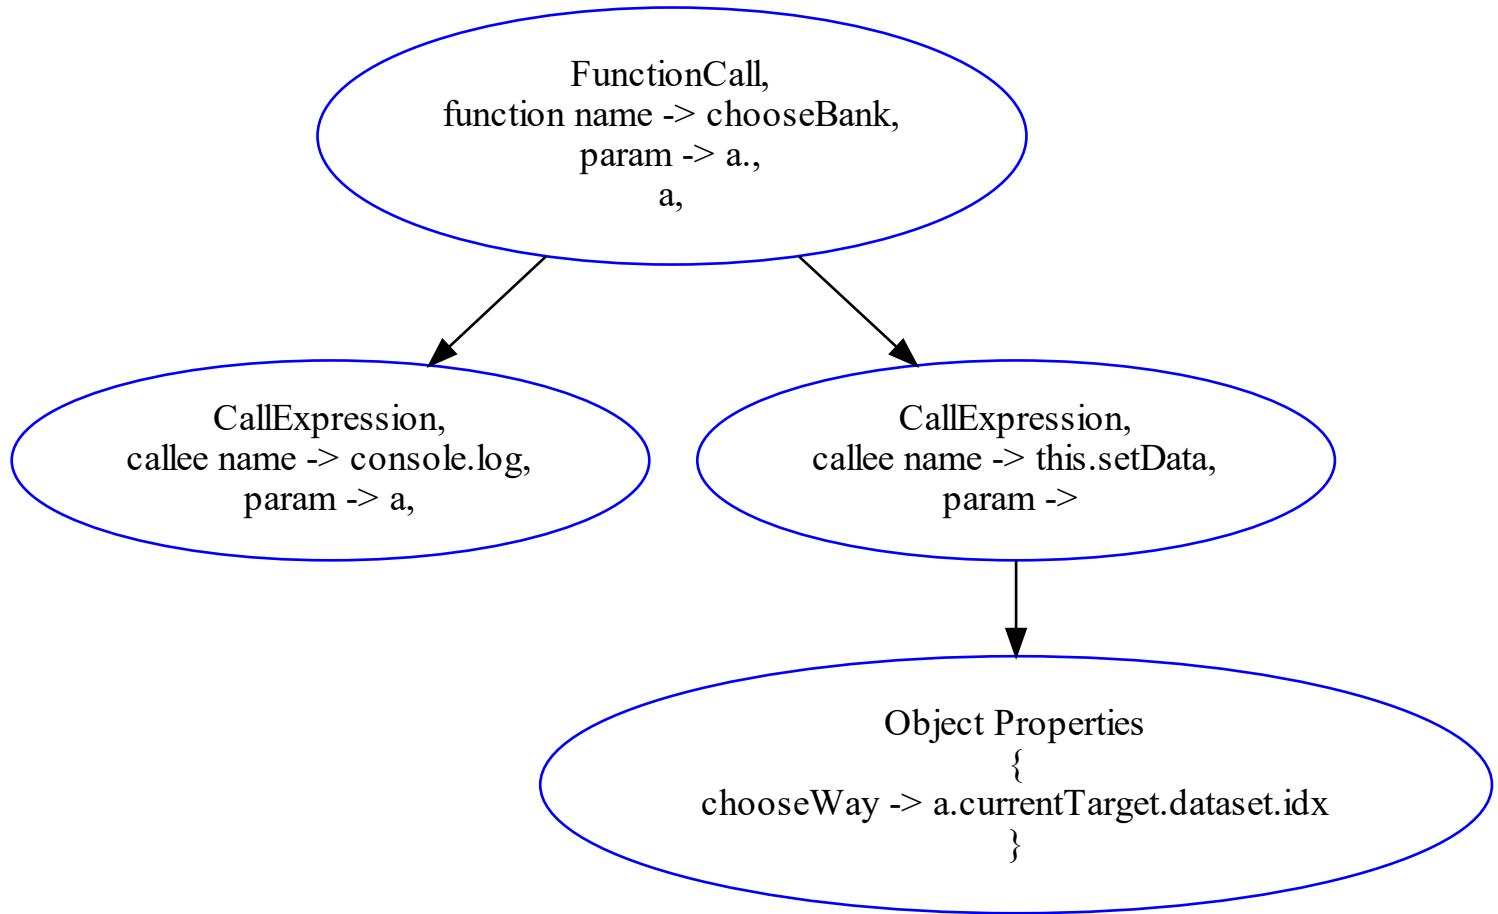 FunctionCall,
function name -> chooseBank,
param -> a.,
a,
CallExpression,
callee name -> console.log,
param -> a,
CallExpression,
callee name -> this.setData,
param ->
Object Properties
{
chooseWay -> a.currentTarget.dataset.idx
}